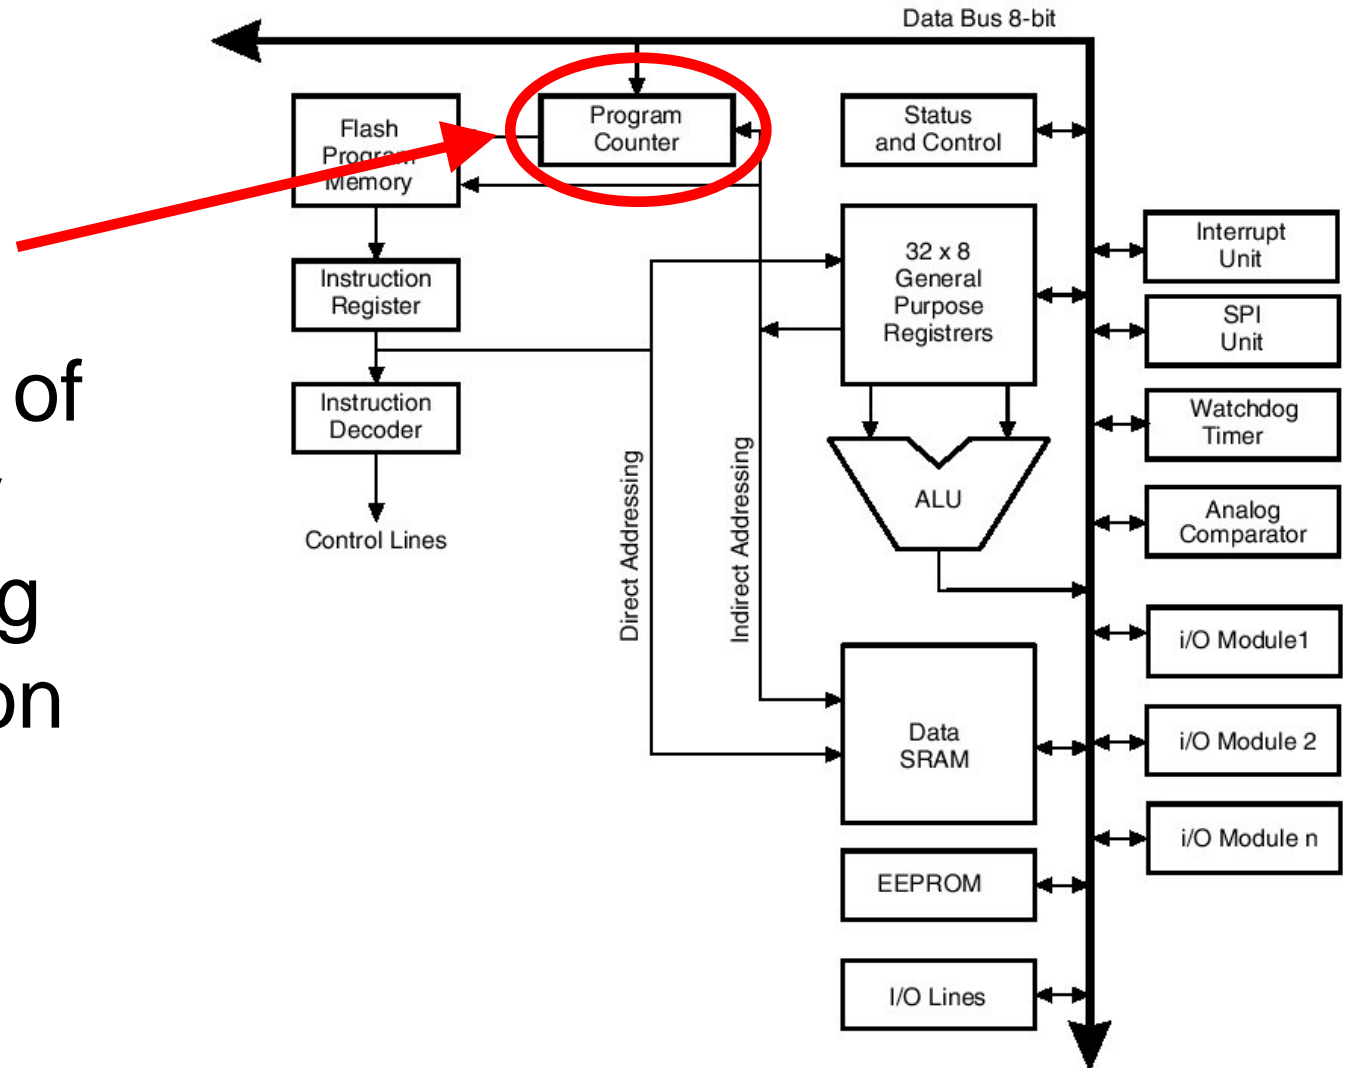 Data Bus 8-bit
Flash
Program
Memory
Program
Counter
Status
and Control
Interrupt
Unit
32 x 8
General
Purpose
Registrers
Instruction
Register
SPI
Unit
of
Instruction
Decoder
Watchdog
Timer
ALU
Analog
Comparator
Control Lines
Direct Addressing
Indirect Addressing
g
on
i/O Module1
Data
SRAM
i/O Module 2
i/O Module n
EEPROM
I/O Lines